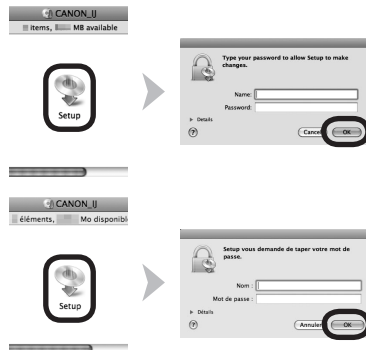 CANON_IJ
items, MB available
Setup
Type your password to allow Setup to make
changes.
Name:
Password:
Details
?
Cancel
OK
CANON_IJ
éléments, Mo disponibl
Setup
Setup vous demande de taper votre mot de
passe.
Nom :
Mot de passe :
Détails
?
Annuler
OK